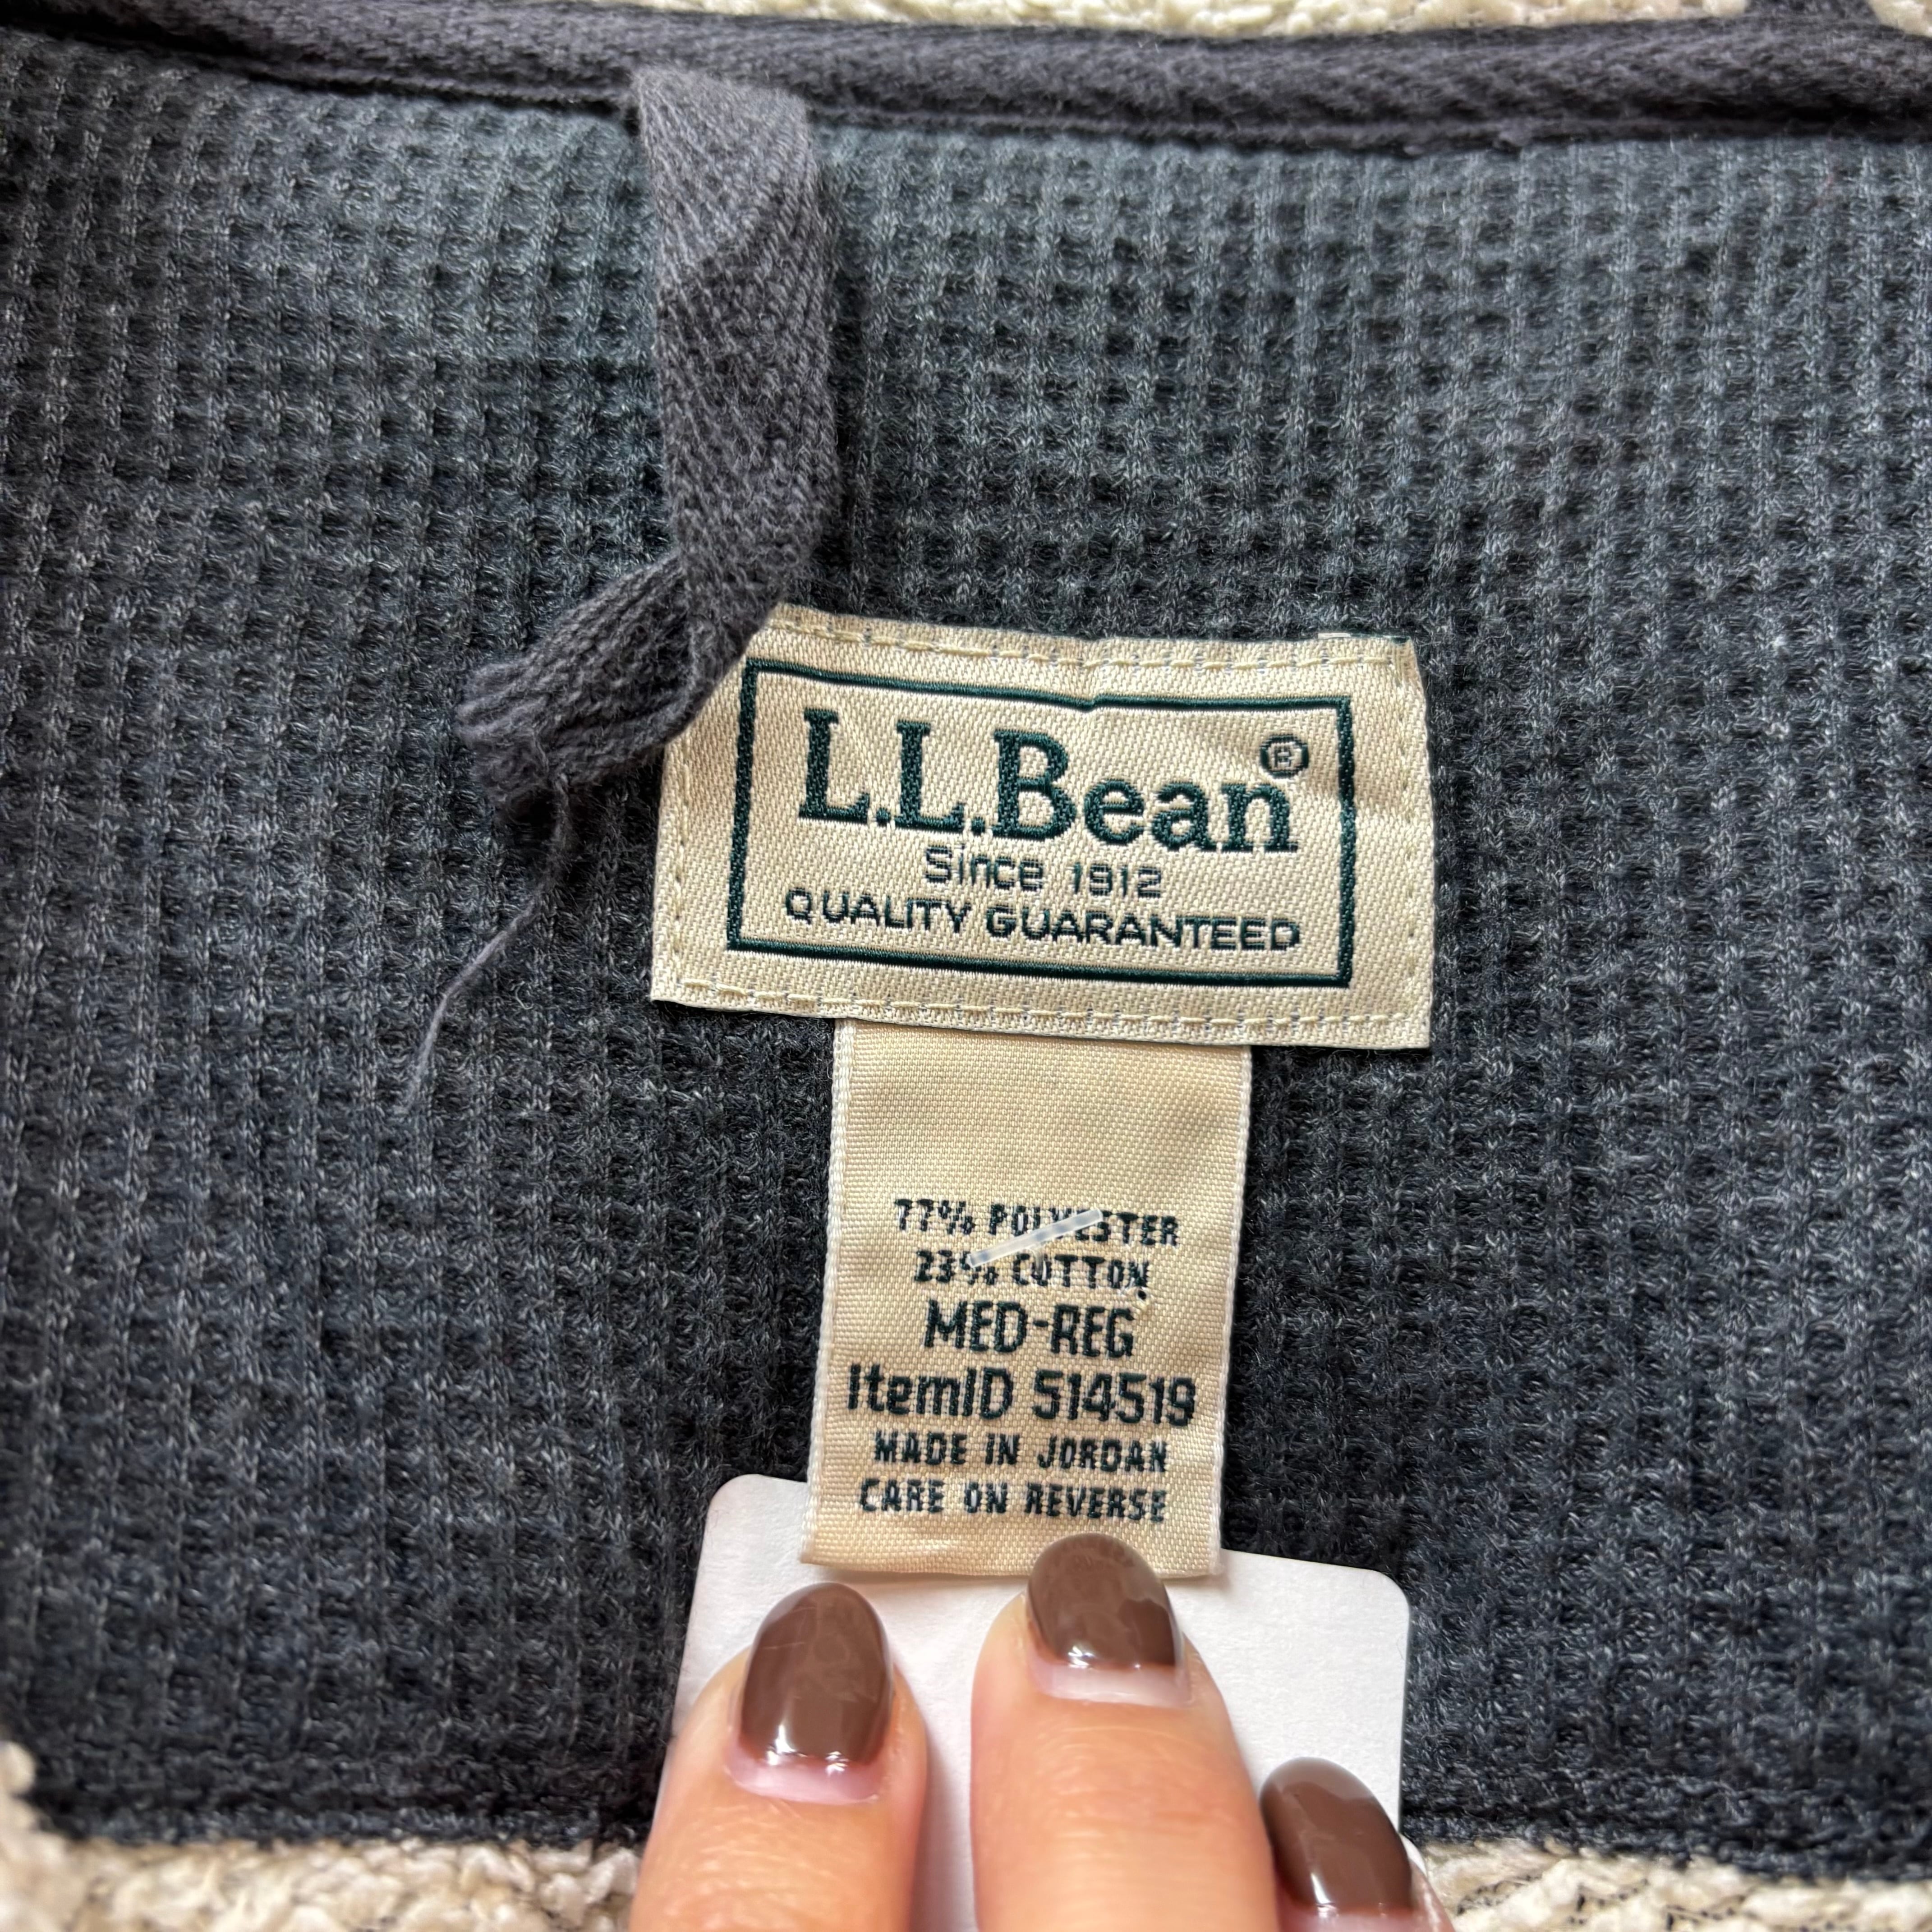 L.L.Bean®
Since 1912
QUALITY GUARANTEED
77% POLYESTER
23% COTTON
MED-REG
ItemID 514519
MADE IN JORDAN
CARE ON REVERSE